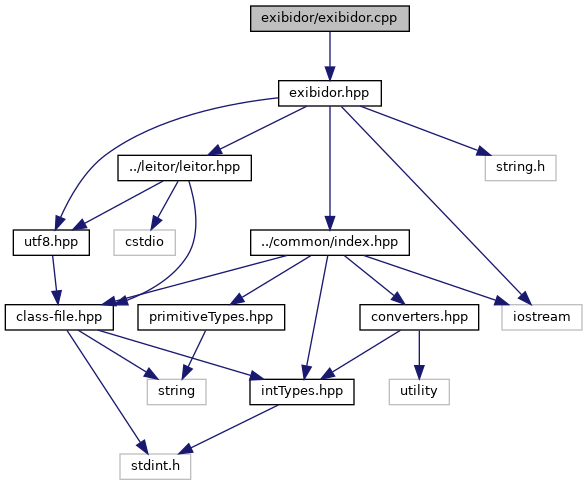 exibidor/exibidor.cpp
exibidor.hpp
../leitor/leitor.hpp
string.h
utf8.hpp
cstdio
../common/index.hpp
class-file.hpp
primitiveTypes.hpp
converters.hpp
iostream
string
intTypes.hpp
utility
stdint.h